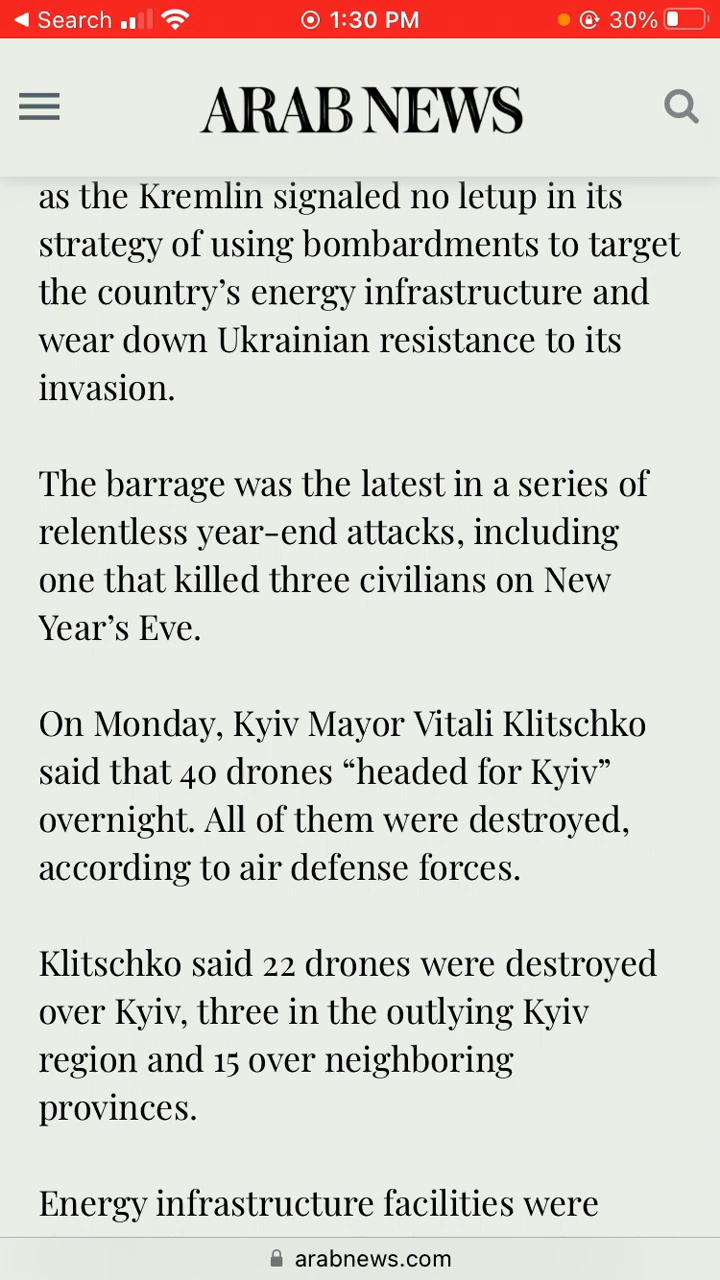 Search 1:30 PM 30%
ARAB NEWS
as the Kremlin signaled no letup in its
strategy of using bombardments to target
the country’s energy infrastructure and
wear down Ukrainian resistance to its
invasion.
The barrage was the latest in a series of
relentless year-end attacks, including
one that killed three civilians on New
Year’s Eve.
On Monday, Kyiv Mayor Vitali Klitschko
said that 40 drones “headed for Kyiv”
overnight. All of them were destroyed,
according to air defense forces.
Klitschko said 22 drones were destroyed
over Kyiv, three in the outlying Kyiv
region and 15 over neighboring
provinces.
Energy infrastructure facilities were
arabnews.com